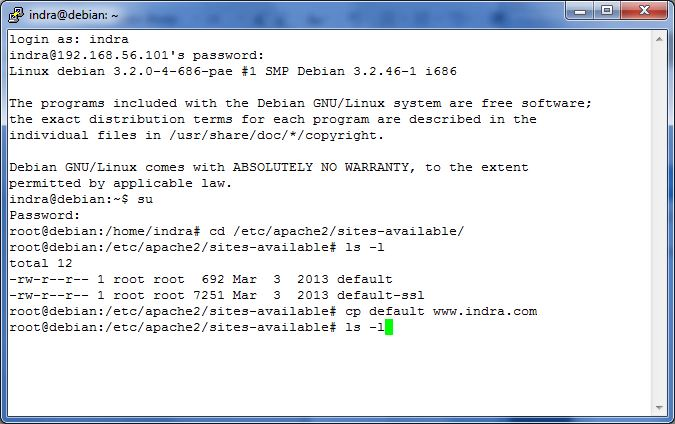 indra@debian: ~
login as: indra
indra@192.168.56.101's password:
Linux debian 3.2.0-4-686-pae #1 SMP Debian 3.2.46-1 i686
The programs included with the Debian GNU/Linux system are free software;
the exact distribution terms for each program are described in the
individual files in /usr/share/doc/*/copyright.
Debian GNU/Linux comes with ABSOLUTELY NO WARRANTY, to the extent
permitted by applicable law.
indra@debian:~$ su
Password:
root@debian:/home/indra# cd /etc/apache2/sites-available/
root@debian:/etc/apache2/sites-available# ls -l
total 12
-rw-r--r-- 1 root root  692 Mar  3  2013 default
-rw-r--r-- 1 root root 7251 Mar  3  2013 default-ssl
root@debian:/etc/apache2/sites-available# cp default www.indra.com
root@debian:/etc/apache2/sites-available# ls -l